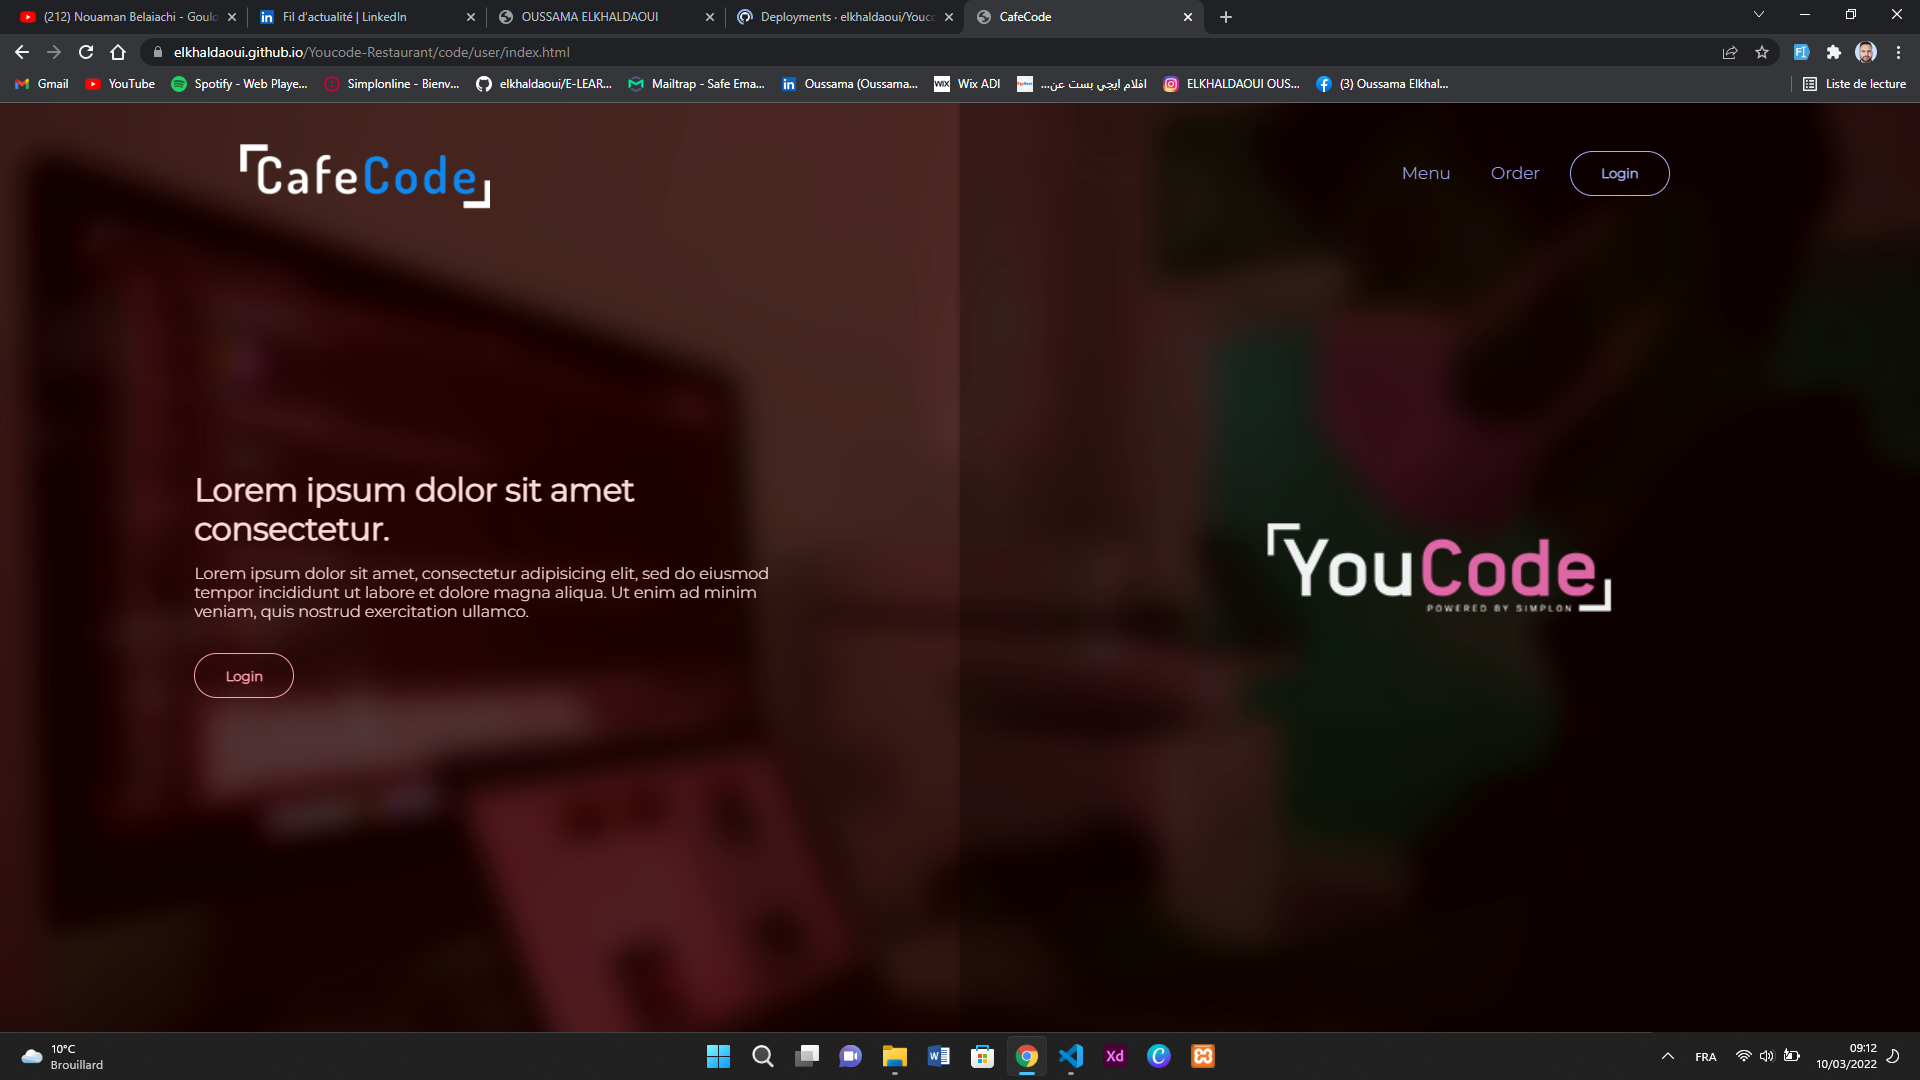 (212) Nouaman Belaiachi - Goulo
Fil d'actualité | LinkedIn
OUSSAMA ELKHALDAOUI
Deployments · elkhaldaoui/Youco
CafeCode
elkhaldaoui.github.io/Youcode-Restaurant/code/user/index.html
Gmail
YouTube
Spotify - Web Playe...
Simplonline - Bienv...
elkhaldaoui/E-LEAR...
Mailtrap - Safe Ema...
Oussama (Oussama...
Wix ADI
افلام ايجي بست عن...
ELKHALDAOUI OUS...
(3) Oussama Elkhal...
Liste de lecture
CafeCode
Menu
Order
Login
Lorem ipsum dolor sit amet
consectetur.
Lorem ipsum dolor sit amet, consectetur adipisicing elit, sed do eiusmod
tempor incididunt ut labore et dolore magna aliqua. Ut enim ad minim
veniam, quis nostrud exercitation ullamco.
Login
YouCode
POWERED BY SIMPLON
10°C
Brouillard
Xd
FRA
09:12
10/03/2022